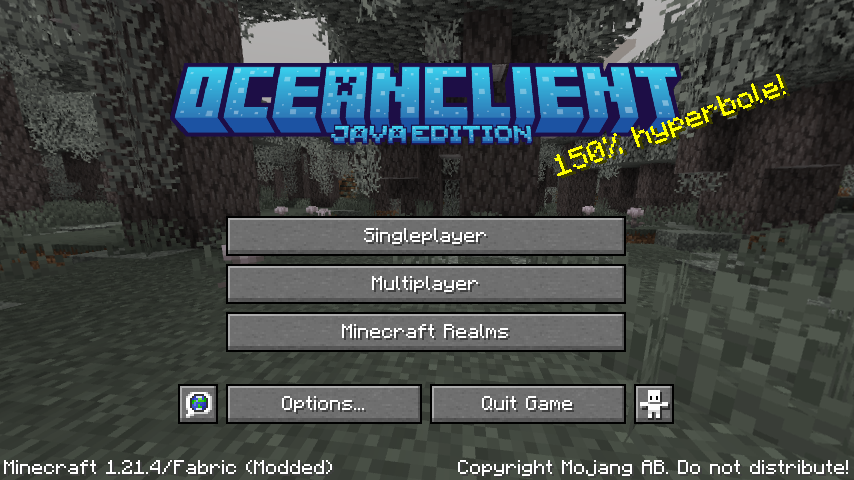 OCEANCLIENT
JAVA EDITION
150% hyperbole!
Singleplayer
Multiplayer
Minecraft Realms
Options...
Quit Game
Minecraft 1.21.4/Fabric (Modded)
Copyright Mojang AB. Do not distribute!